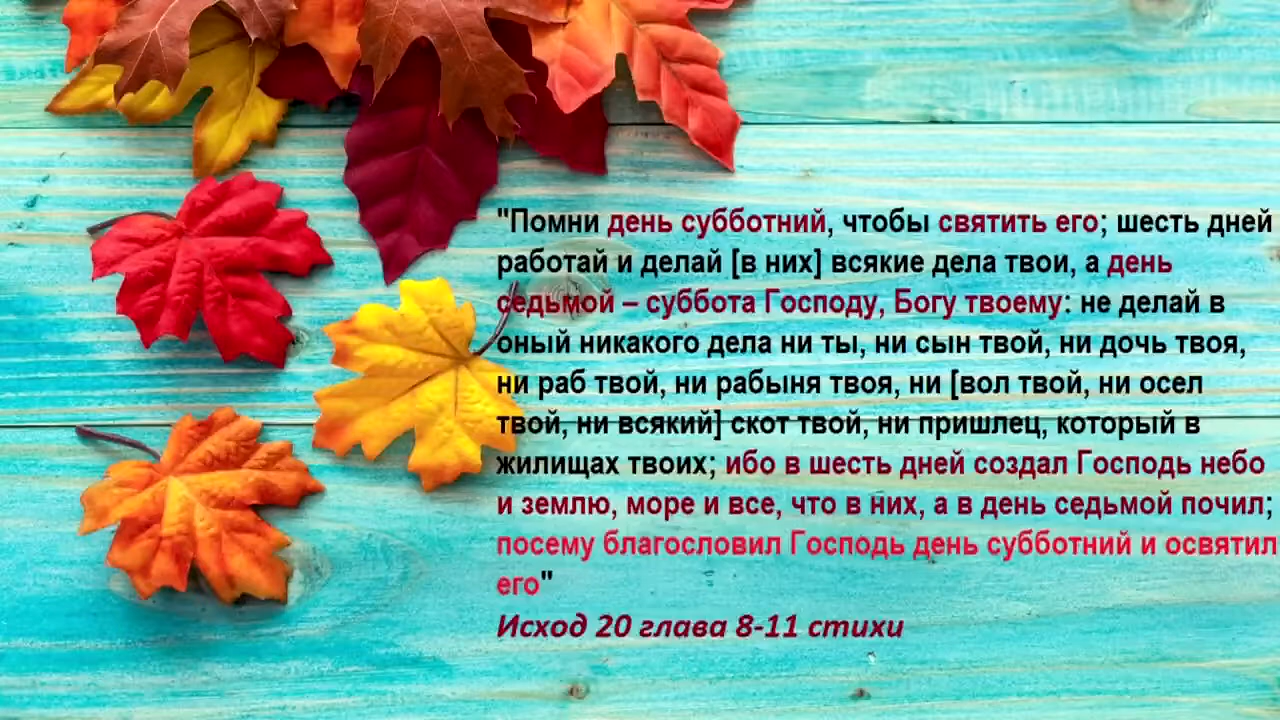 "Помни день субботний, чтобы святить его; шесть дней
работай и делай [в них] всякие дела твои, а день
седьмой – суббота Господу, Богу твоему: не делай в
оный никакого дела ни ты, ни сын твой, ни дочь твоя,
ни раб твой, ни рабыня твоя, ни [вол твой, ни осел
твой, ни всякий] скот твой, ни пришлец, который в
жилищах твоих; ибо в шесть дней создал Господь небо
и землю, море и все, что в них, а в день седьмой почил;
посему благословил Господь день субботний и освятил
его"
Исход 20 глава 8-11 стихи